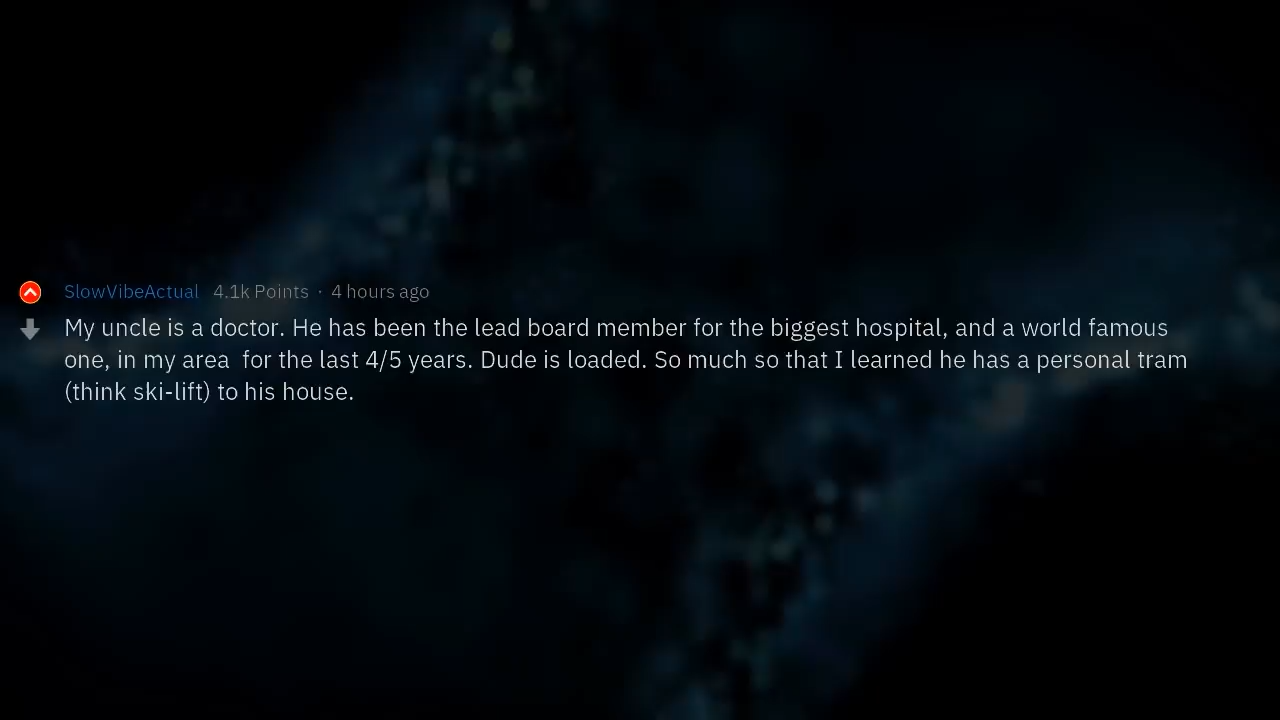 SlowVibeActual 4.1k Points · 4 hours ago
My uncle is a doctor. He has been the lead board member for the biggest hospital, and a world famous
one, in my area  for the last 4/5 years. Dude is loaded. So much so that I learned he has a personal tram
(think ski-lift) to his house.